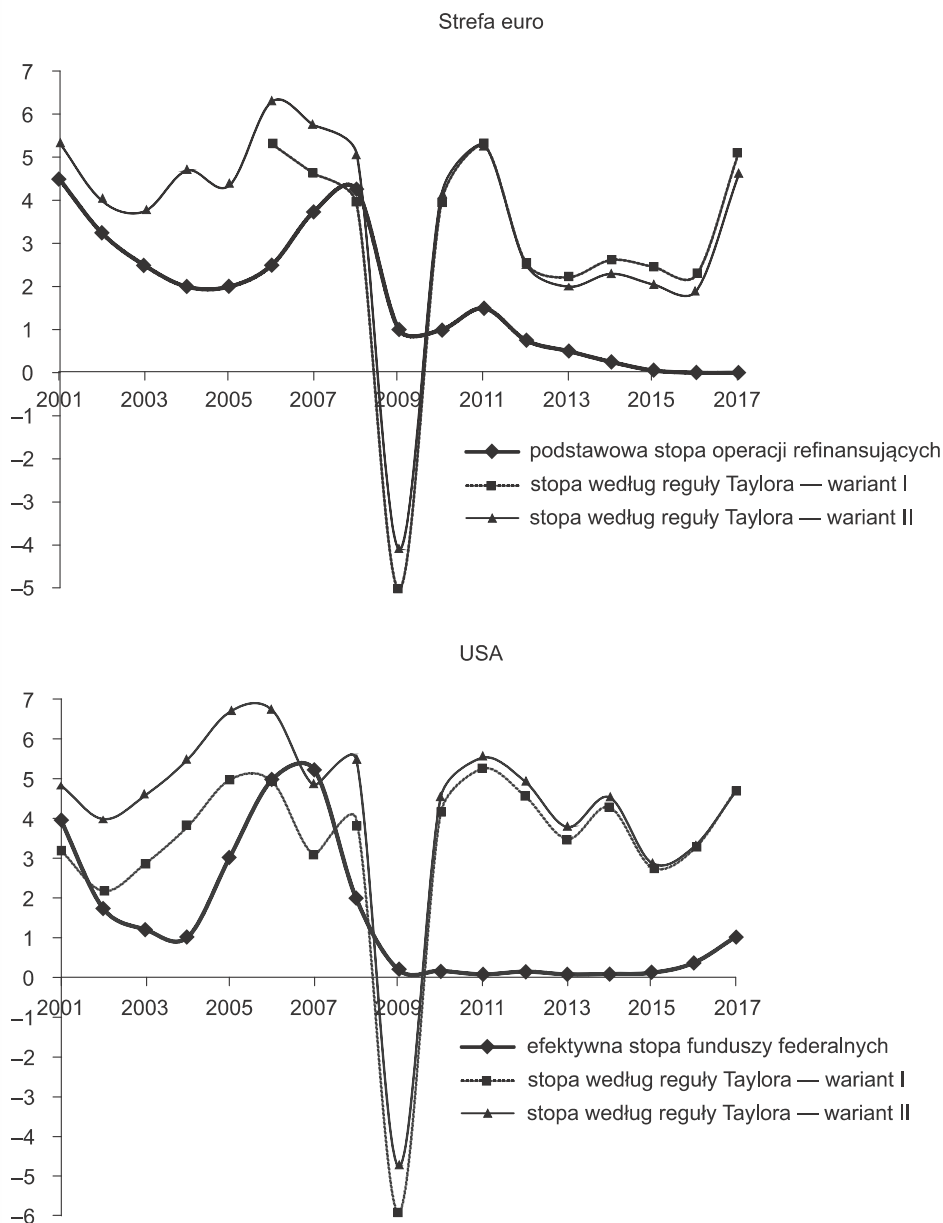 Strefa euro
7
6
5
4
3
2
1
0
2001 2003 2005 2007 2009 2011 2013 2015 2017
–1
–2
–3
–4
–5
podstawowa stopa operacji refinansujących
stopa według reguły Taylora — wariant I
stopa według reguły Taylora — wariant II
USA
7
6
5
4
3
2
1
0
2001 2003 2005 2007 2009 2011 2013 2015 2017
–1
–2
–3
–4
–5
–6
efektywna stopa funduszy federalnych
stopa według reguły Taylora — wariant I
stopa według reguły Taylora — wariant II